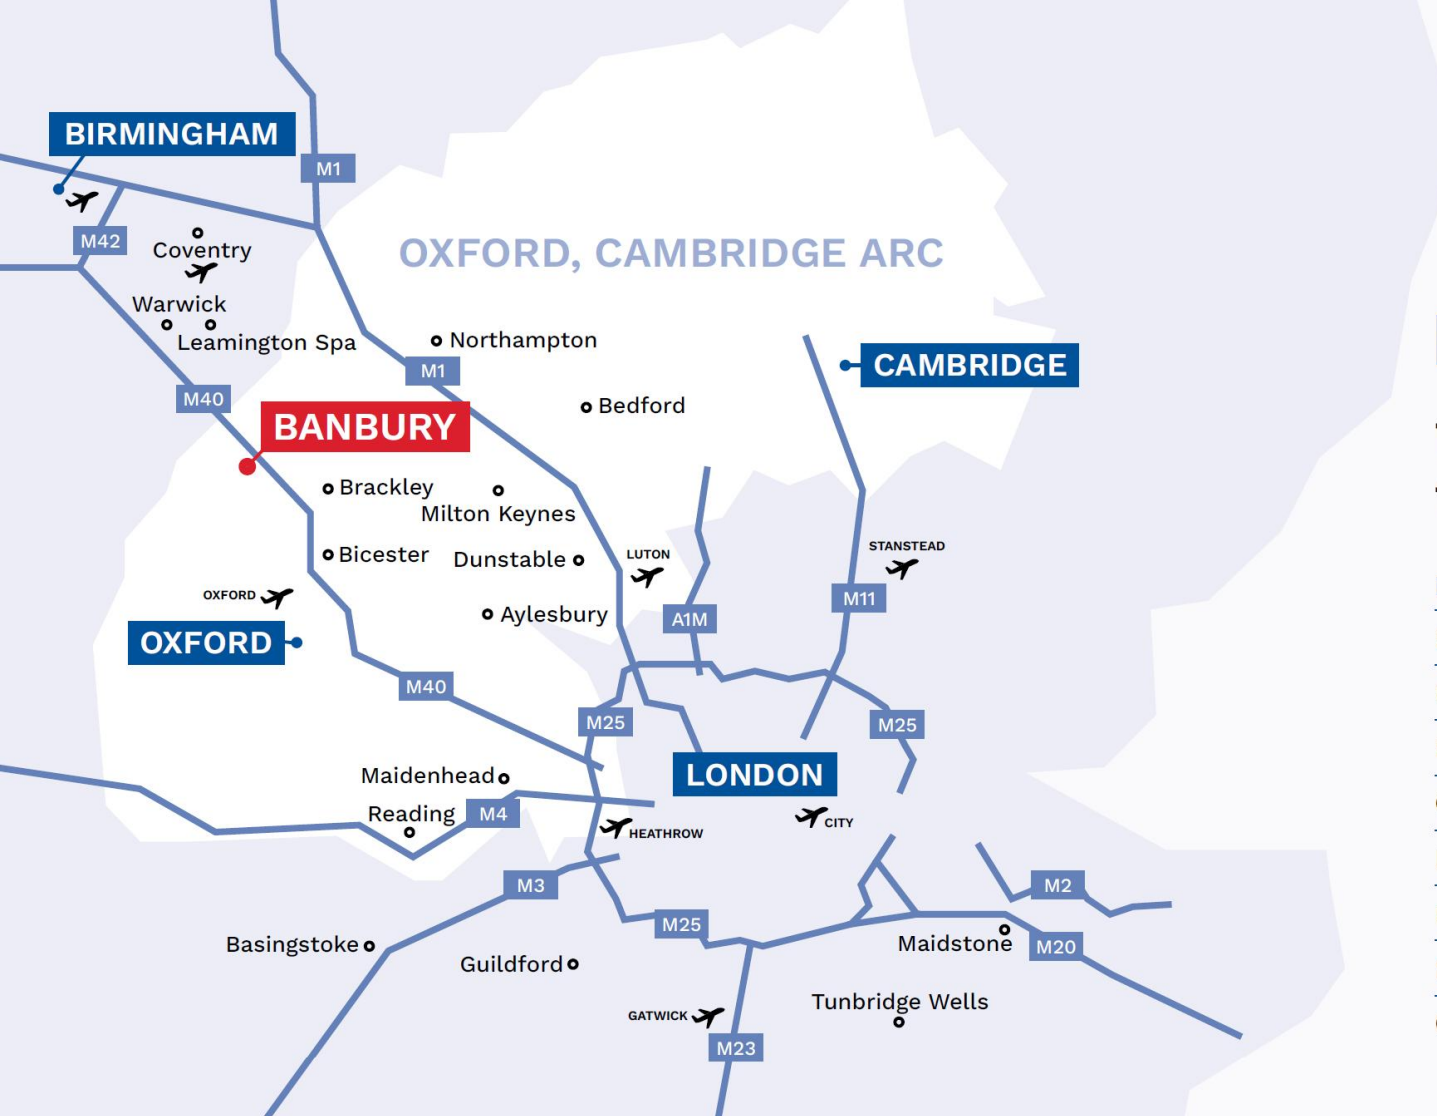 BIRMINGHAM
M1
M42
Coventry
OXFORD, CAMBRIDGE ARC
Warwick
Leamington Spa
Northampton
M1
CAMBRIDGE
M40
BANBURY
Bedford
Brackley
Milton Keynes
Bicester
Dunstable
LUTON
STANSTEAD
OXFORD
M11
Aylesbury
A1M
OXFORD
M40
M25
M25
Maidenhead
LONDON
Reading
M4
HEATHROW
CITY
M3
M2
M25
Basingstoke
Maidstone
M20
Guildford
Tunbridge Wells
GATWICK
M23